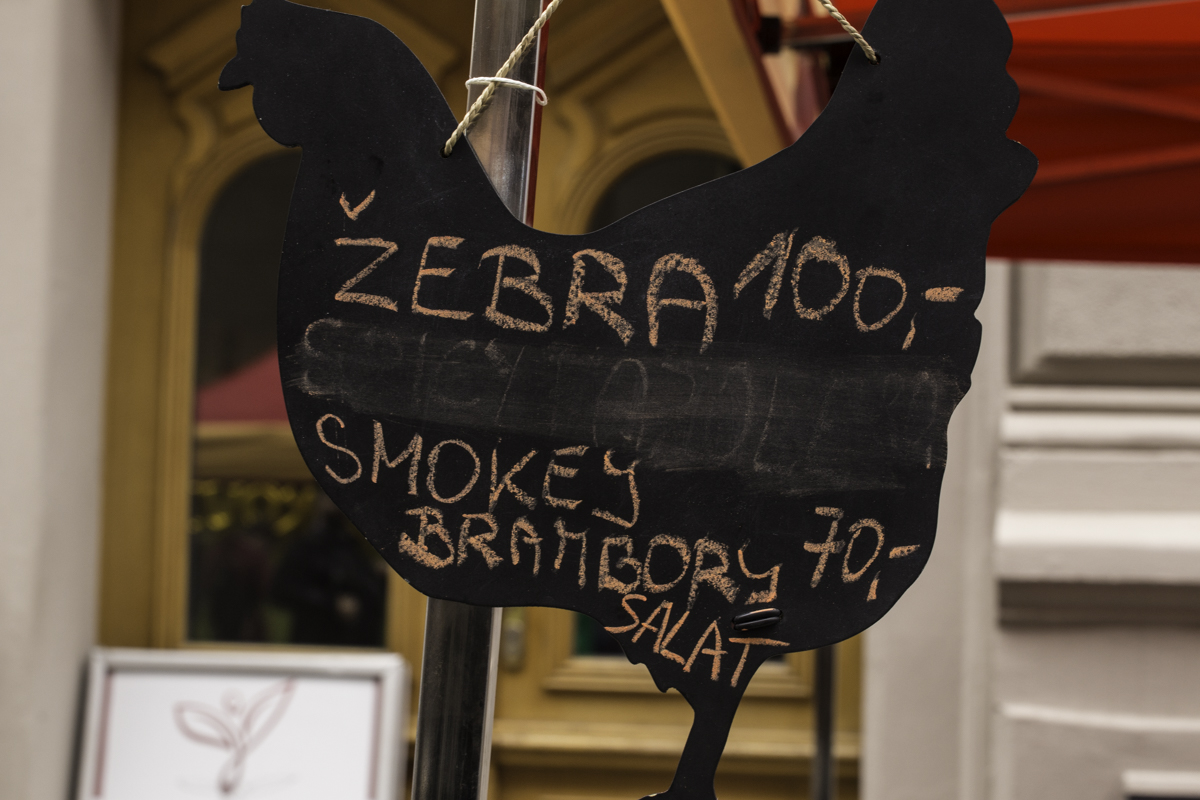 ŽEBRA 100,-
SMOKEY
BRAMBORY 70,-
SALAT